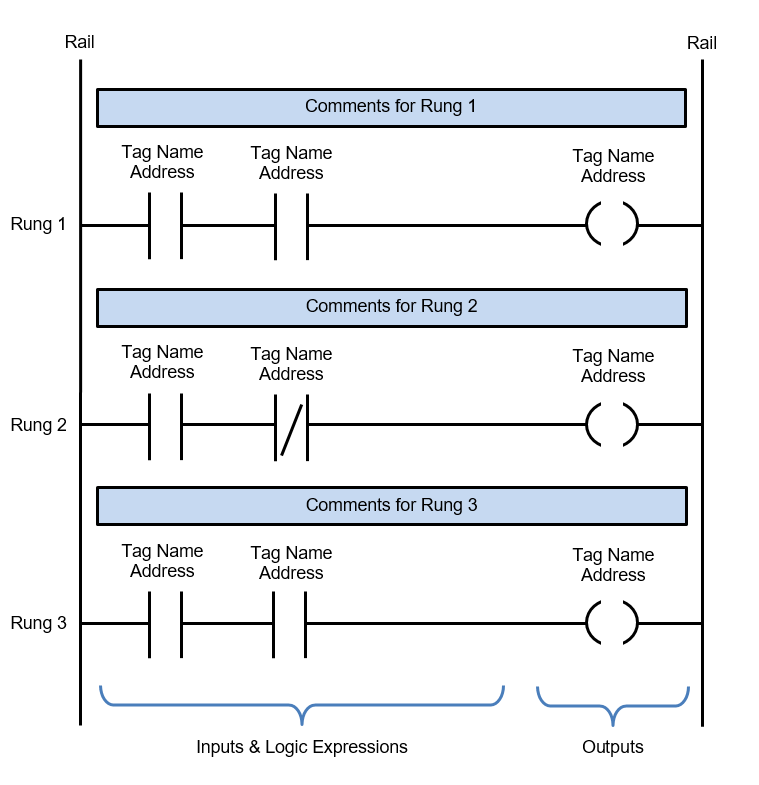 Rail
Rail
Comments for Rung 1
Tag Name
Address
Tag Name
Address
Tag Name
Address
Rung 1
Comments for Rung 2
Tag Name
Address
Tag Name
Address
Tag Name
Address
Rung 2
Comments for Rung 3
Tag Name
Address
Tag Name
Address
Tag Name
Address
Rung 3
Inputs & Logic Expressions
Outputs